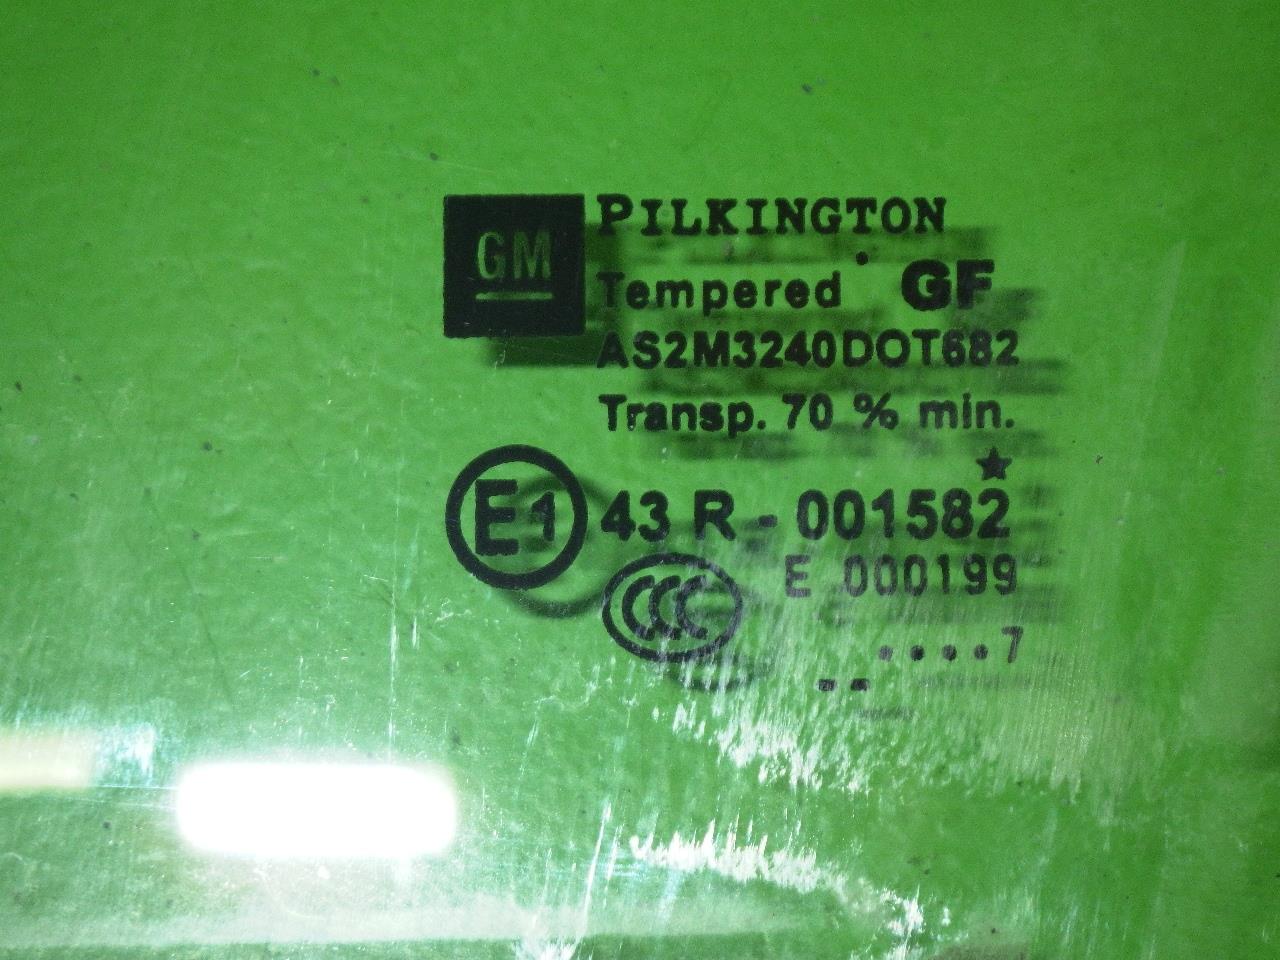 GM
PILKINGTON
Tempered GF
AS2M3240DOT682
Transp. 70 % min.
E1 43 R - 001582
CCC E 000199
....7